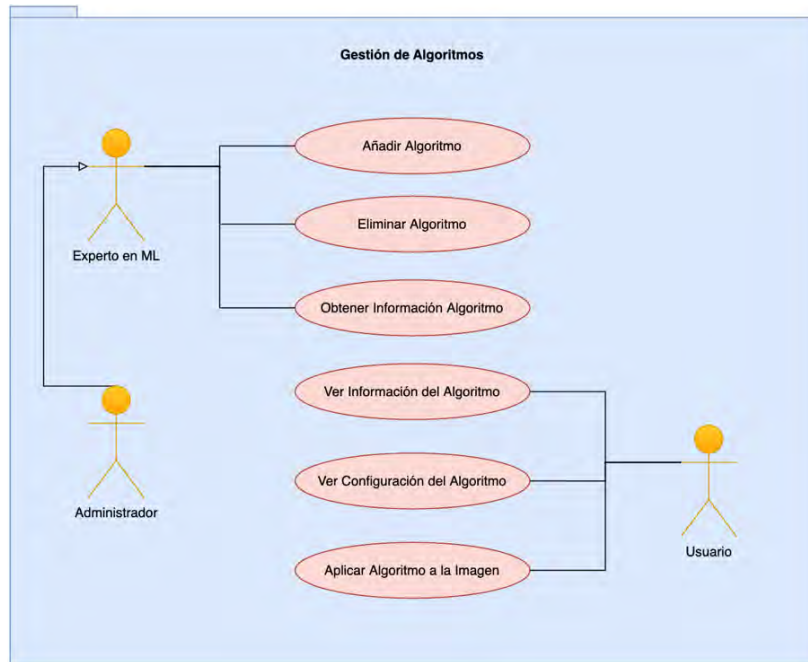 Gestión de Algoritmos
Añadir Algoritmo
Eliminar Algoritmo
Experto en ML
Obtener Información Algoritmo
Ver Información del Algoritmo
Ver Configuración del Algoritmo
Administrador
Usuario
Aplicar Algoritmo a la Imagen